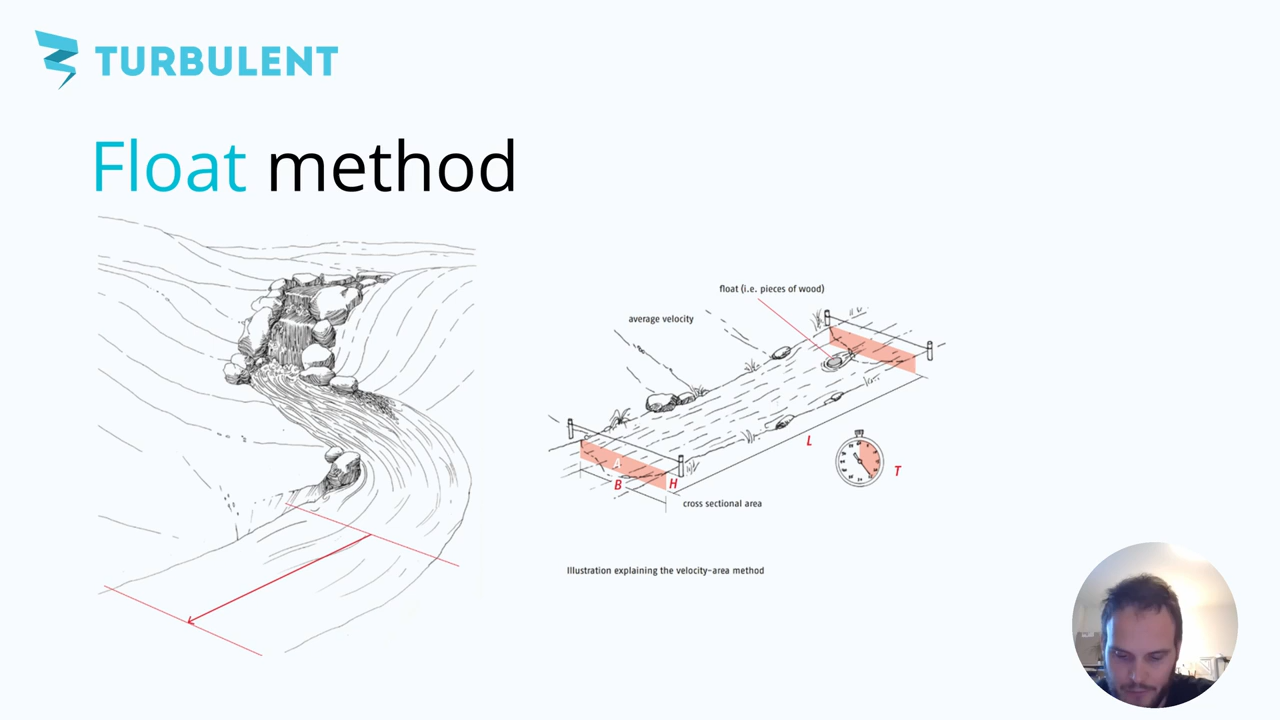 TURBULENT
Float method
float (i.e. pieces of wood)
average velocity
L
T
A
B
H
cross sectional area
Illustration explaining the velocity-area method